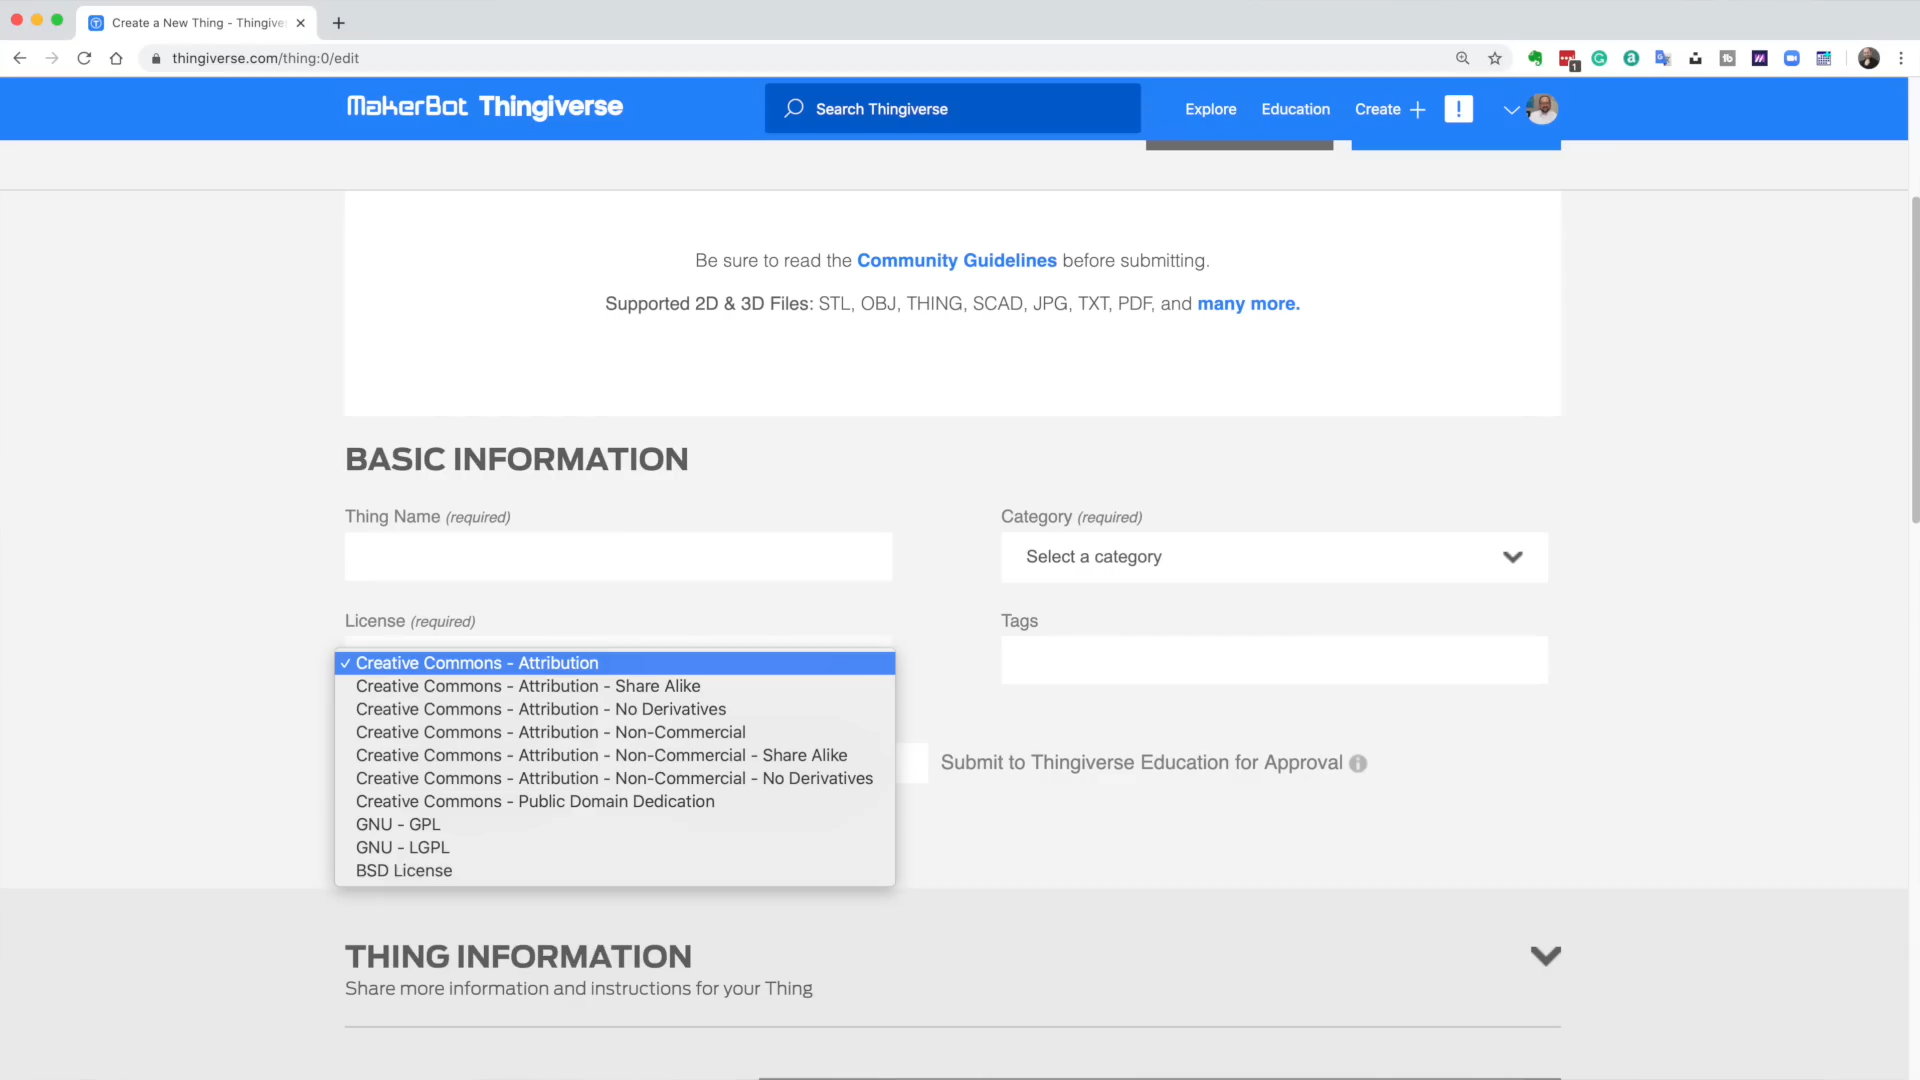 Create a New Thing - Thingive
thingiverse.com/thing:0/edit
1
MakerBot Thingiverse
Search Thingiverse
Explore
Education
Create +
!
Be sure to read the Community Guidelines before submitting.
Supported 2D & 3D Files: STL, OBJ, THING, SCAD, JPG, TXT, PDF, and many more.
BASIC INFORMATION
Thing Name (required)
Category (required)
Select a category
License (required)
Tags
✓ Creative Commons - Attribution
Creative Commons - Attribution - Share Alike
Creative Commons - Attribution - No Derivatives
Creative Commons - Attribution - Non-Commercial
Creative Commons - Attribution - Non-Commercial - Share Alike
Creative Commons - Attribution - Non-Commercial - No Derivatives
Creative Commons - Public Domain Dedication
GNU - GPL
GNU - LGPL
BSD License
Submit to Thingiverse Education for Approval
THING INFORMATION
Share more information and instructions for your Thing